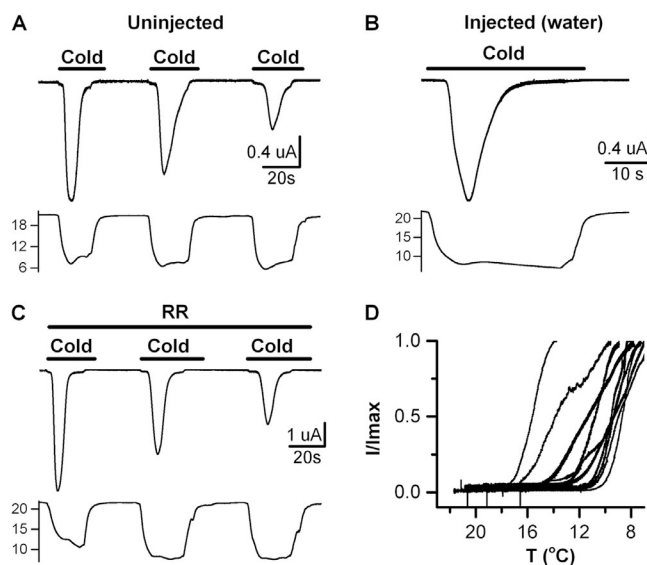 A
Uninjected
Cold Cold Cold
0.4 uA
20s
18
12
6
B
Injected (water)
Cold
0.4 uA
10 s
20
15
10
C
RR
Cold Cold Cold
1 uA
20s
20
15
10
D
1.0
0.5
0.0
I/Imax
20 16 12 8
T (°C)